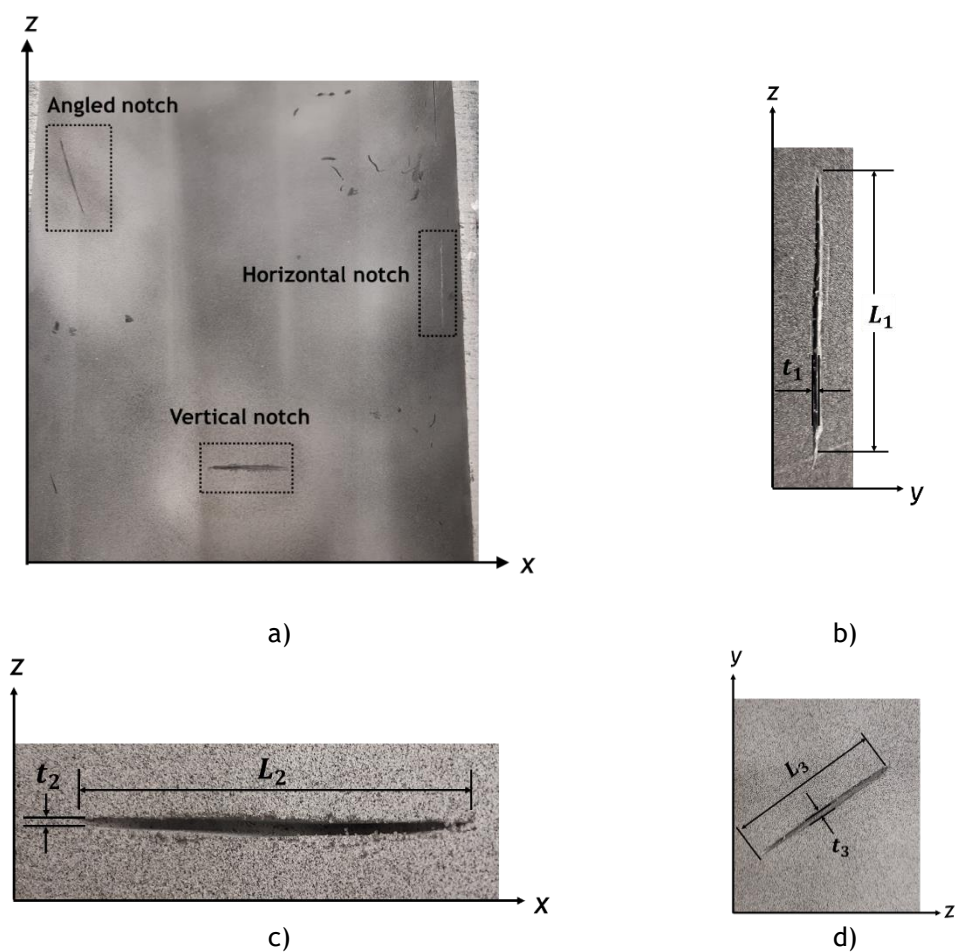 z
Angled notch
Horizontal notch
Vertical notch
x
a)
z
L₁
t₁
y
b)
z
t₂
L₂
x
c)
y
L₃
t₃
z
d)